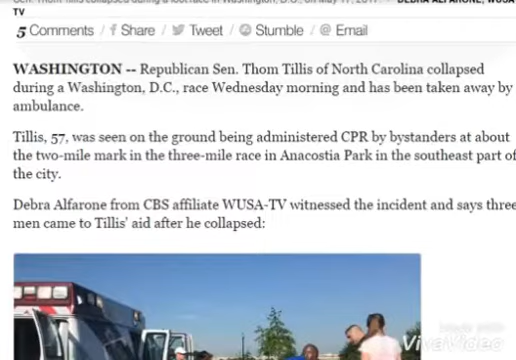 TV
5 Comments / f Share / Tweet / Stumble / @ Email
WASHINGTON -- Republican Sen. Thom Tillis of North Carolina collapsed
during a Washington, D.C., race Wednesday morning and has been taken away by
ambulance.
Tillis, 57, was seen on the ground being administered CPR by bystanders at about
the two-mile mark in the three-mile race in Anacostia Park in the southeast part of
the city.
Debra Alfarone from CBS affiliate WUSA-TV witnessed the incident and says three
men came to Tillis' aid after he collapsed:
VivaVideo